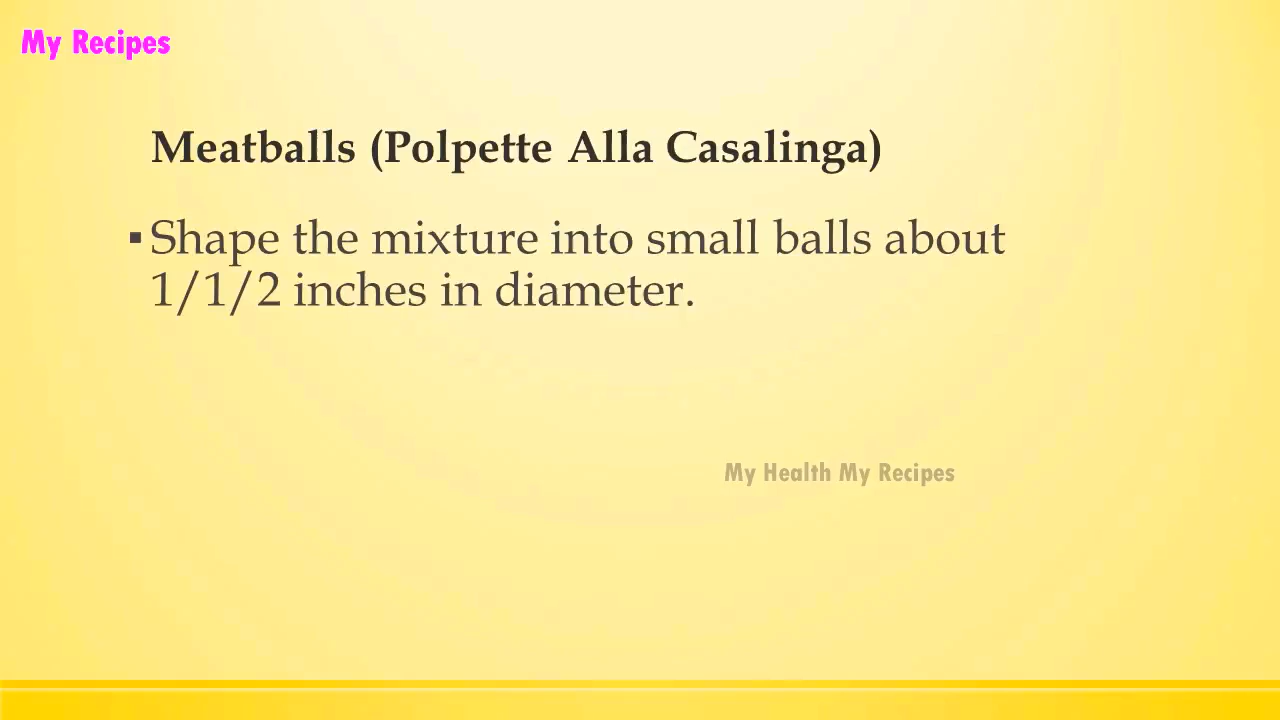 My Recipes
Meatballs (Polpette Alla Casalinga)
▪ Shape the mixture into small balls about
1/1/2 inches in diameter.
My Health My Recipes